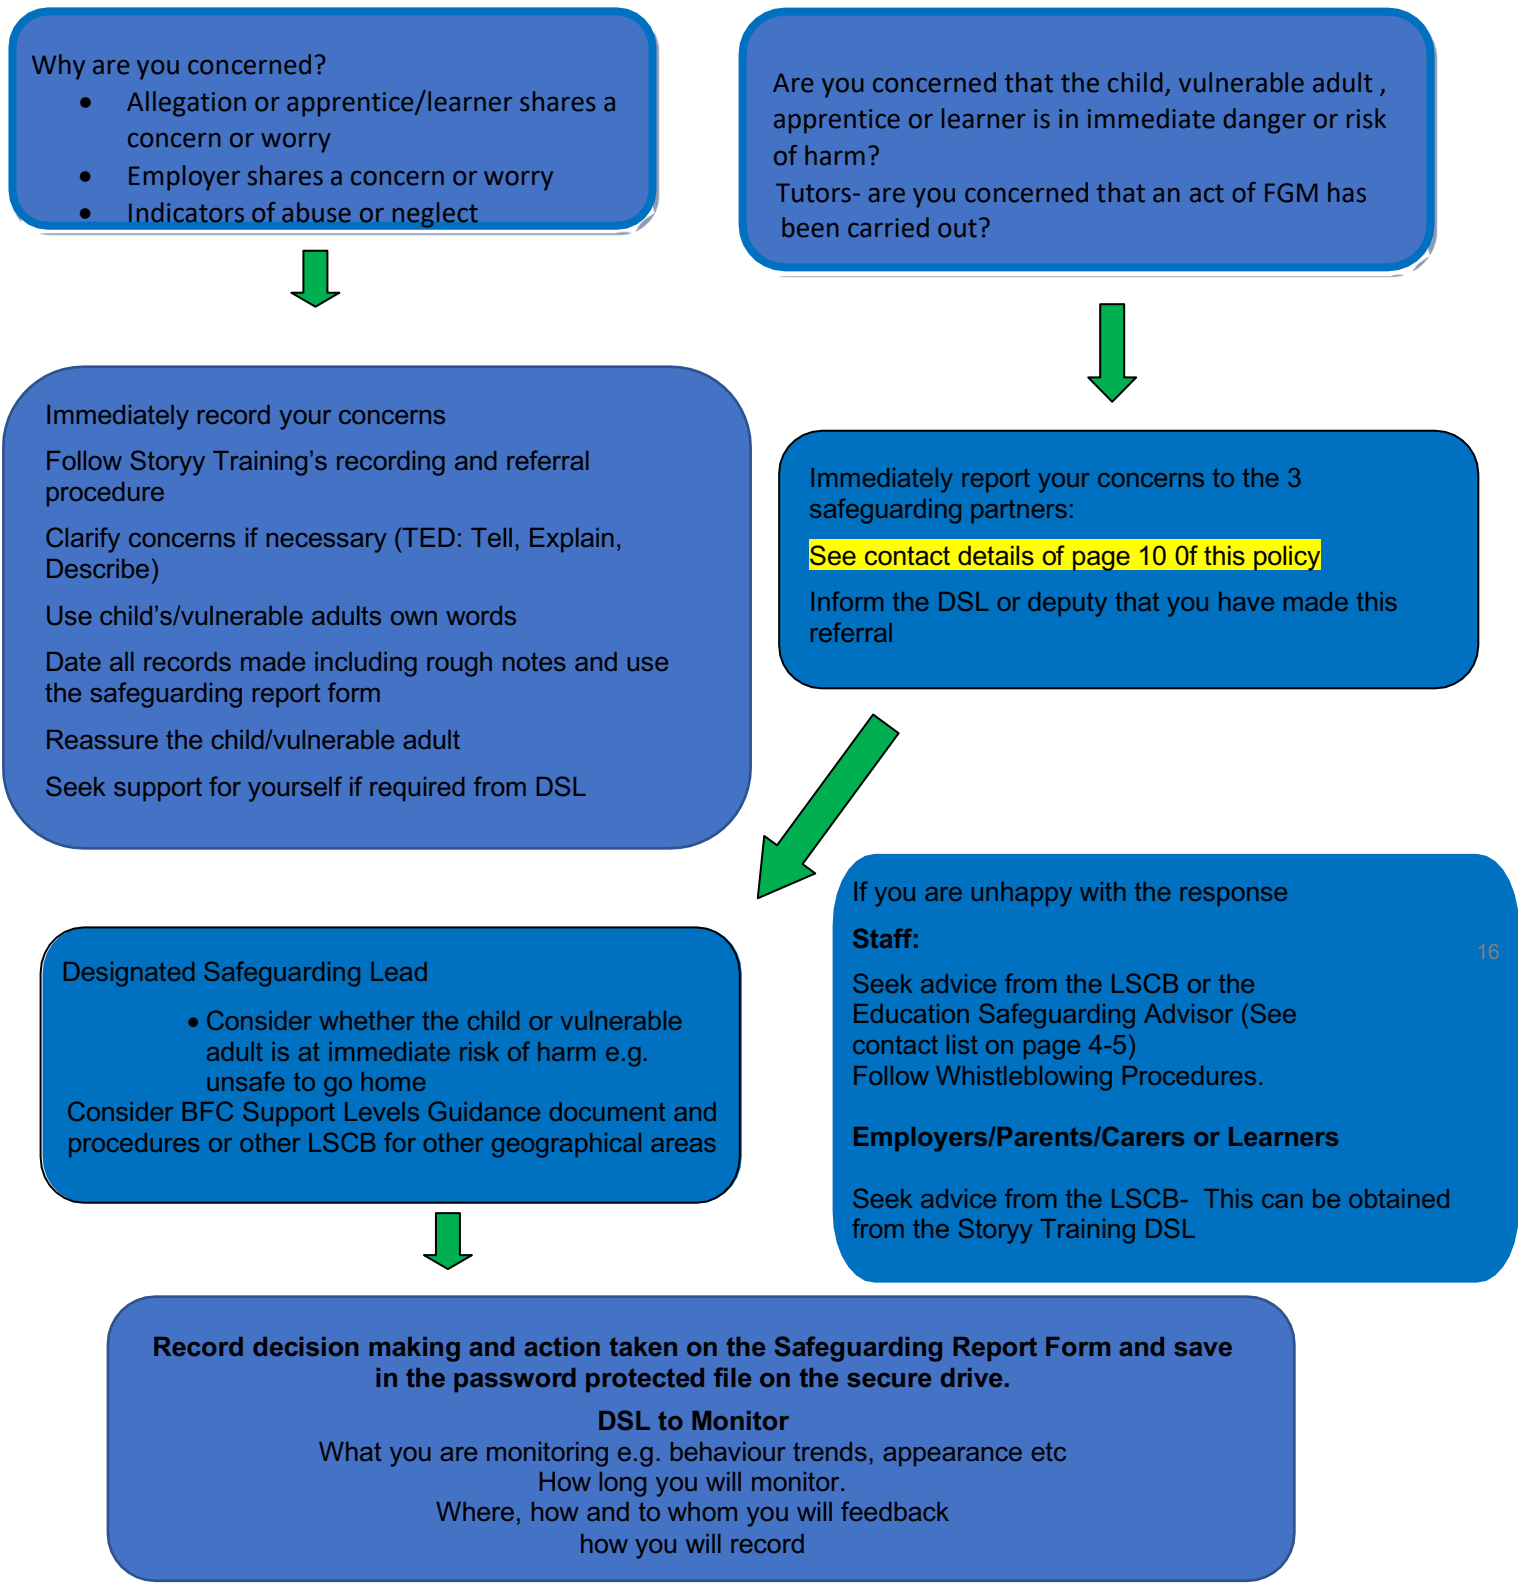 Why are you concerned?
• Allegation or apprentice/learner shares a
concern or worry
• Employer shares a concern or worry
• Indicators of abuse or neglect
Are you concerned that the child, vulnerable adult ,
apprentice or learner is in immediate danger or risk
of harm?
Tutors- are you concerned that an act of FGM has
been carried out?
Immediately record your concerns
Follow Storyy Training’s recording and referral
procedure
Clarify concerns if necessary (TED: Tell, Explain,
Describe)
Use child’s/vulnerable adults own words
Date all records made including rough notes and use
the safeguarding report form
Reassure the child/vulnerable adult
Seek support for yourself if required from DSL
Immediately report your concerns to the 3
safeguarding partners:
See contact details of page 10 0f this policy
Inform the DSL or deputy that you have made this
referral
Designated Safeguarding Lead
• Consider whether the child or vulnerable
adult is at immediate risk of harm e.g.
unsafe to go home
Consider BFC Support Levels Guidance document and
procedures or other LSCB for other geographical areas
If you are unhappy with the response
Staff:
16
Seek advice from the LSCB or the
Education Safeguarding Advisor (See
contact list on page 4-5)
Follow Whistleblowing Procedures.
Employers/Parents/Carers or Learners
Seek advice from the LSCB- This can be obtained
from the Storyy Training DSL
Record decision making and action taken on the Safeguarding Report Form and save
in the password protected file on the secure drive.
DSL to Monitor
What you are monitoring e.g. behaviour trends, appearance etc
How long you will monitor.
Where, how and to whom you will feedback
how you will record